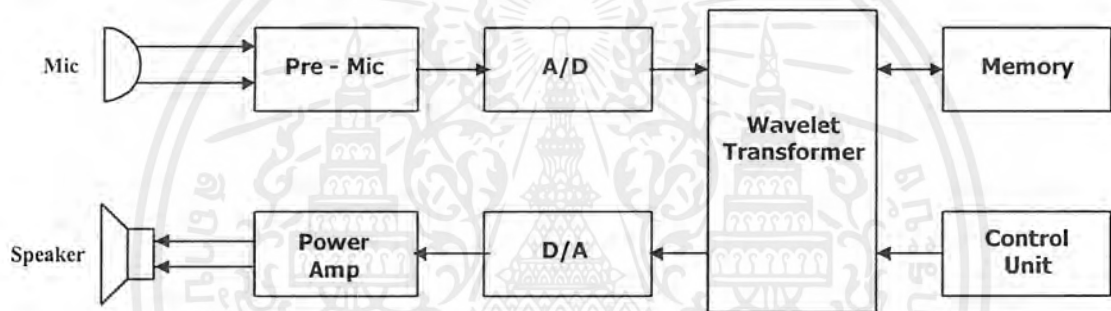 Mic
Pre - Mic
A/D
Wavelet
Transformer
Memory
Speaker
Power
Amp
D/A
Control
Unit